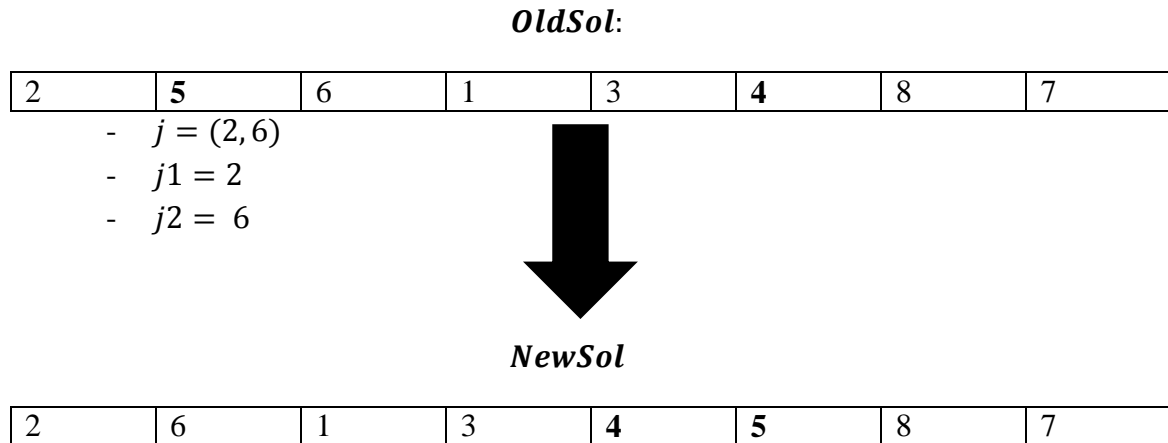 OldSol:
2 5 6 1 3 4 8 7
- j = (2, 6)
- j1 = 2
- j2 = 6
NewSol
2 6 1 3 4 5 8 7